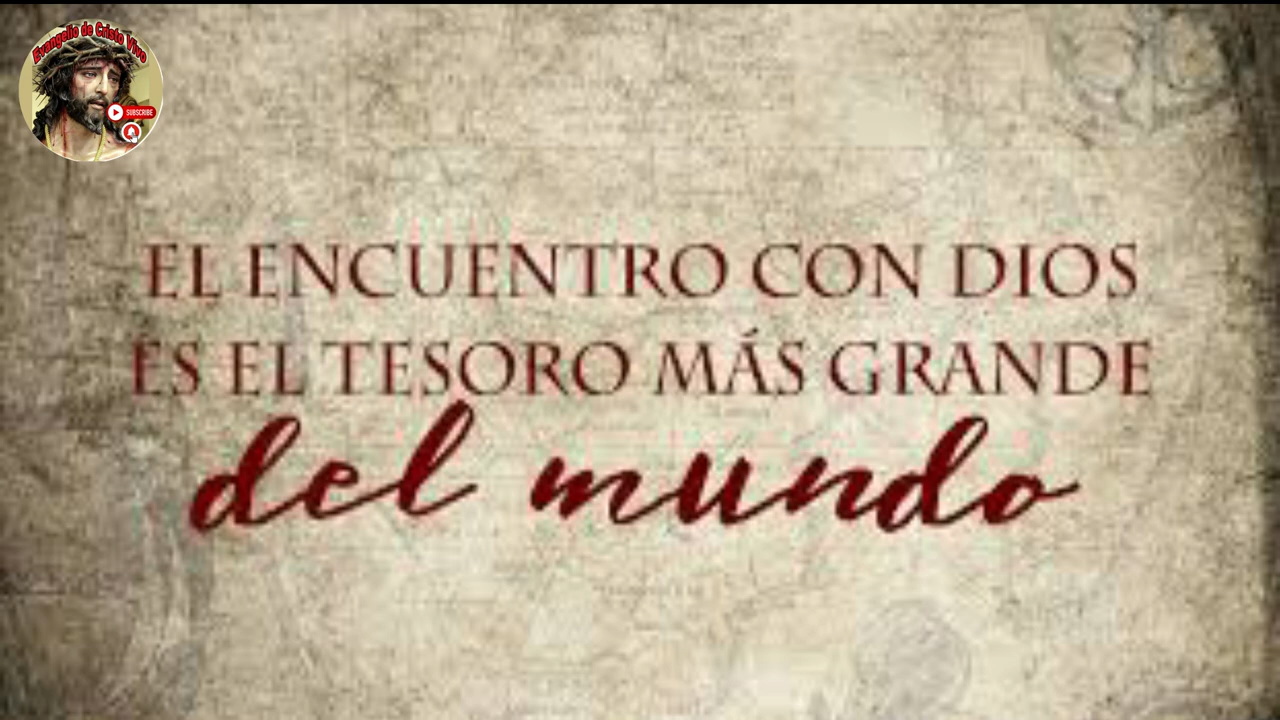 Evangelio de Cristo Vivo
SUBSCRIBE
EL ENCUENTRO CON DIOS
ES EL TESORO MÁS GRANDE
del mundo